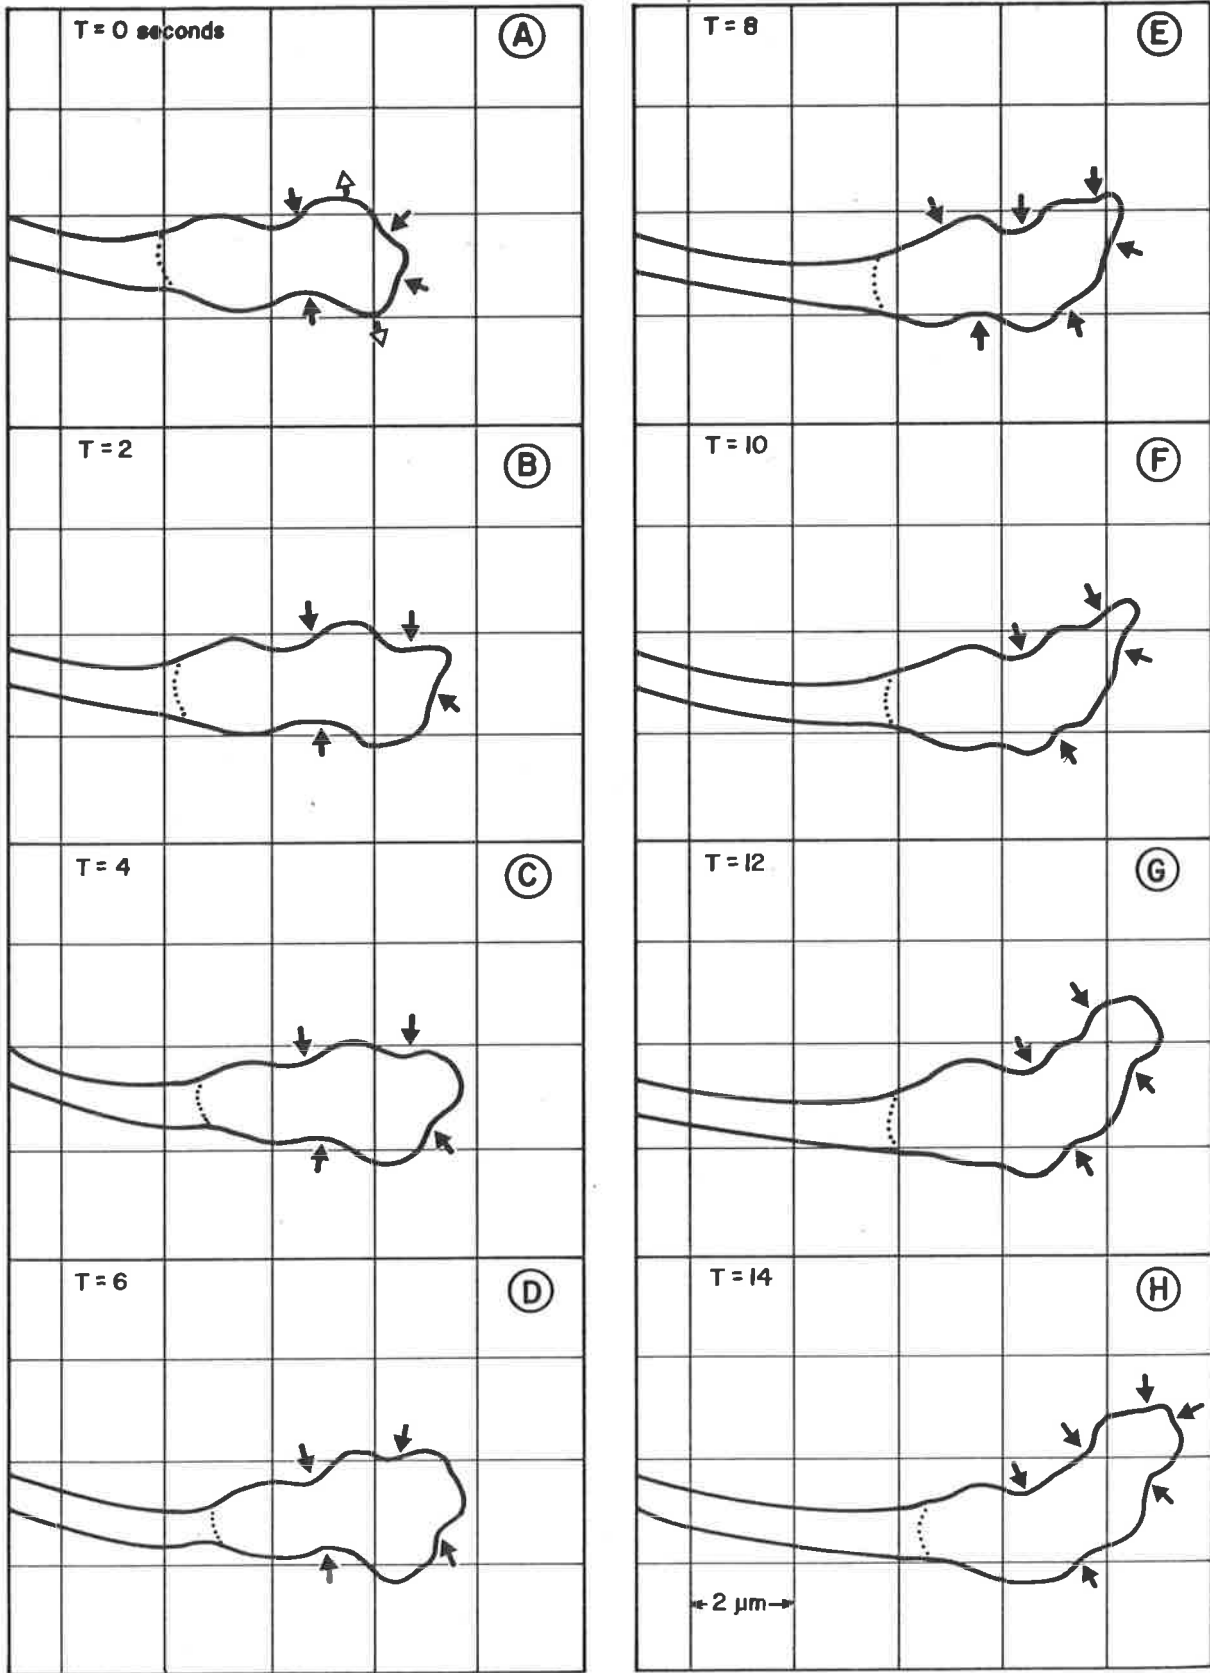 T = 0 seconds
A
T = 2
B
T = 4
C
T = 6
D
T = 8
E
T = 10
F
T = 12
G
T = 14
H
2 µm